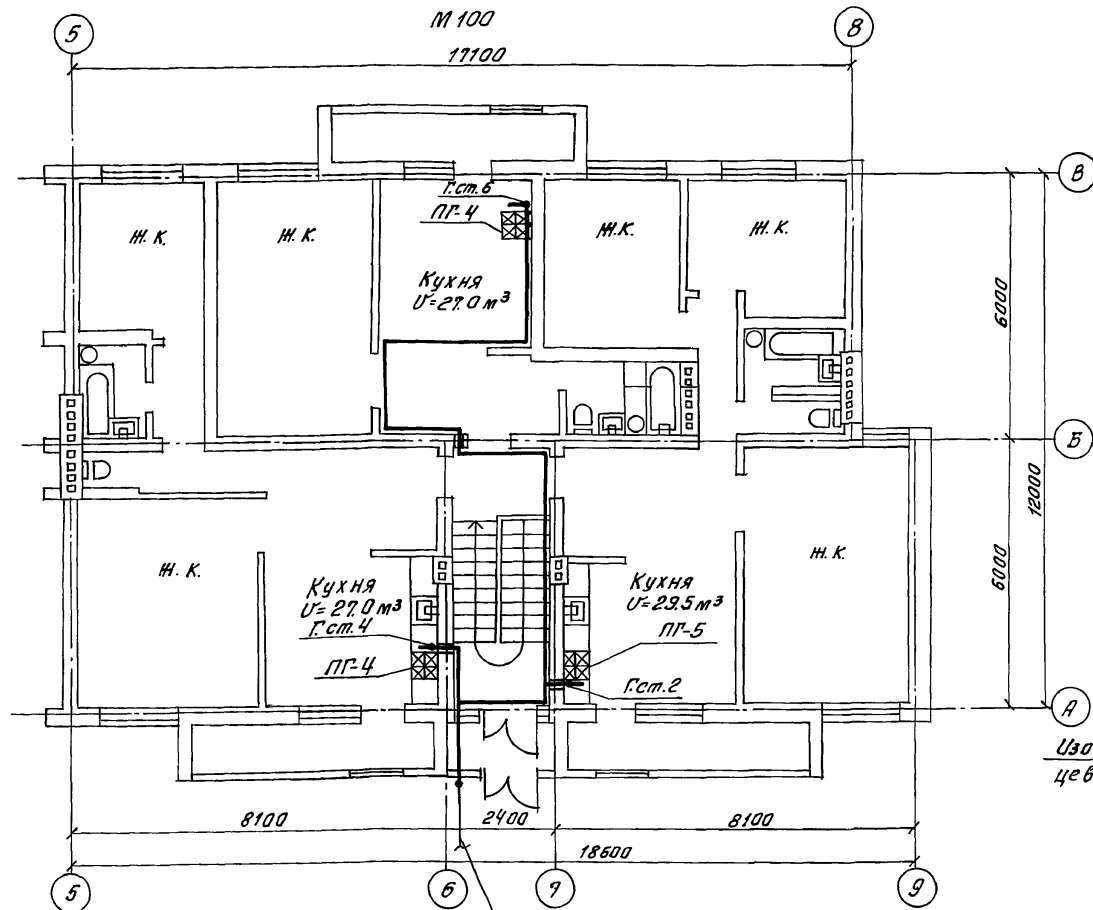 М 100
5
8
17100
В
Г.ст.6
ПГ-4
Ж.К.
Ж.К.
Ж.К.
Ж.К.
Кухня
V=27.0 м³
6000
12000
Б
Ж.К.
Кухня
V=27.0 м³
Г.ст.4
ПГ-4
Кухня
V=29.5 м³
ПГ-5
Г.ст.2
Ж.К.
6000
А
Изо
цев
8100
2400
8100
18600
5
6
7
9